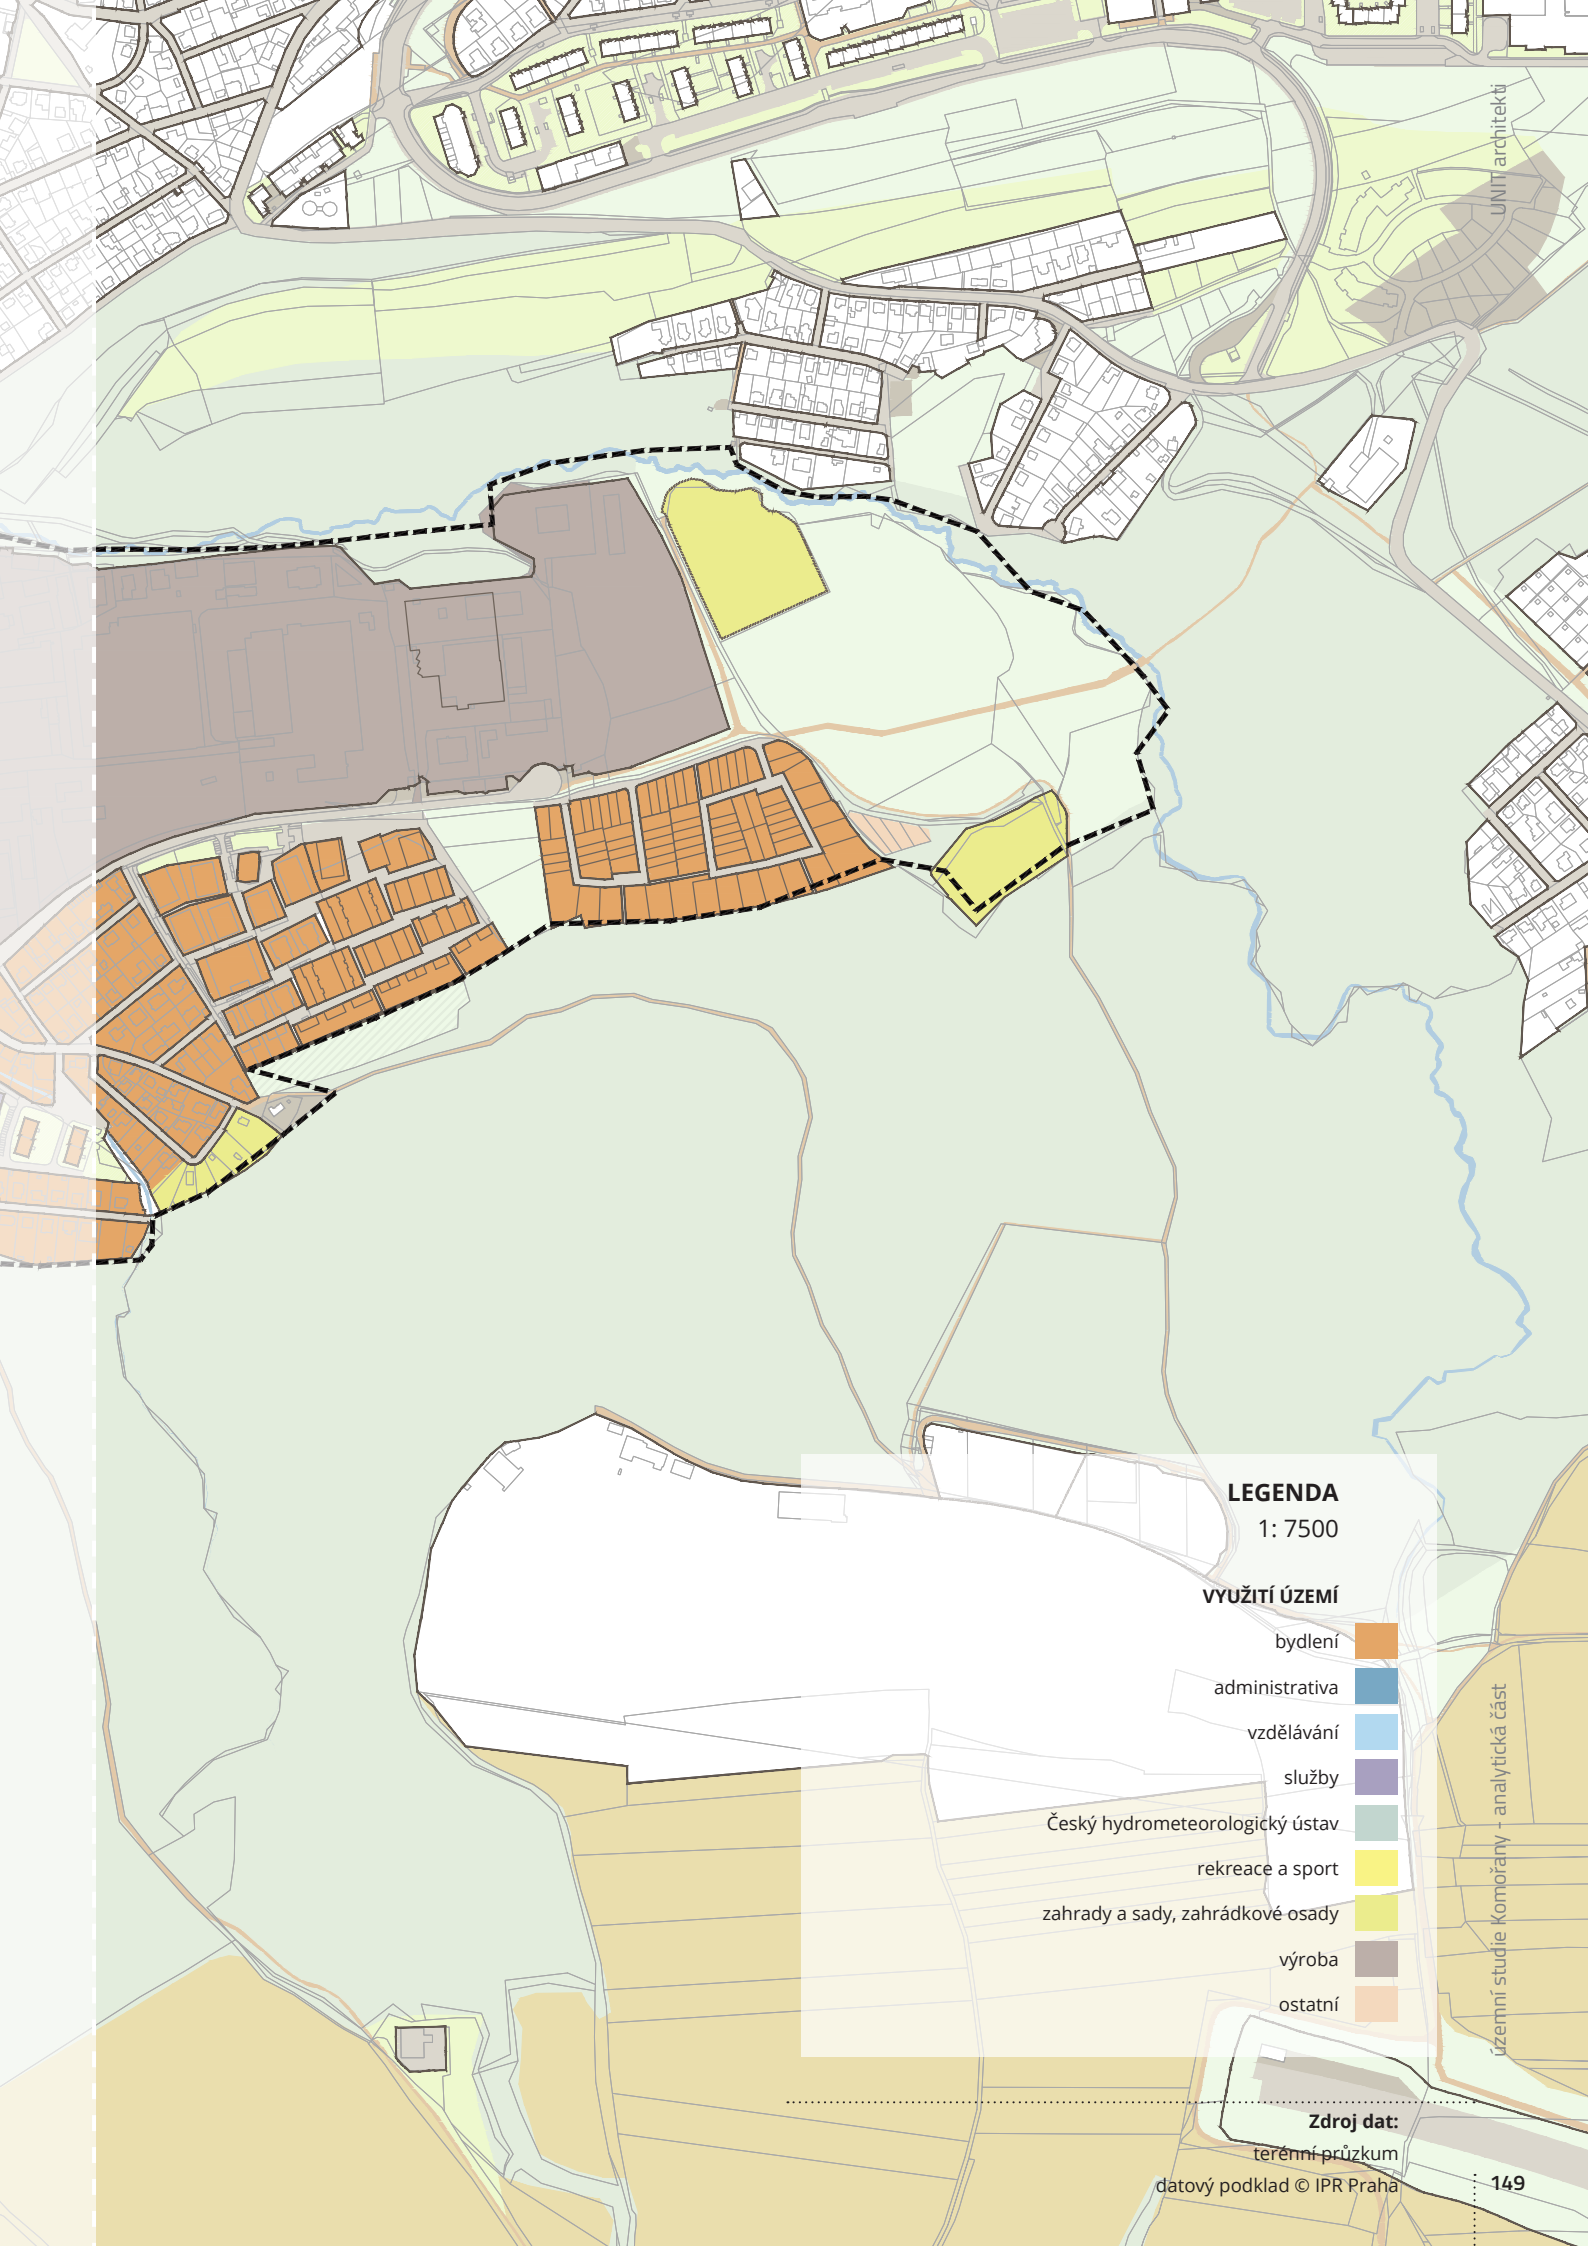 UNIT architekti
LEGENDA
1: 7500
VYUŽITÍ ÚZEMÍ
bydlení
administrativa
vzdělávání
služby
Český hydrometeorologický ústav
rekreace a sport
zahrady a sady, zahrádkové osady
výroba
ostatní
územní studie Komořany - analytická část
Zdroj dat:
terénní průzkum
datový podklad © IPR Praha
149